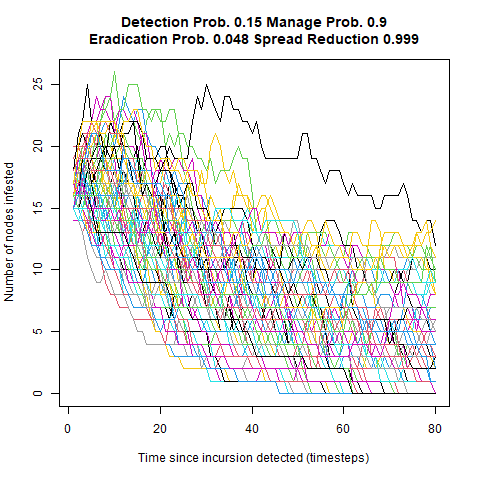 Detection Prob. 0.15 Manage Prob. 0.9
Eradication Prob. 0.048 Spread Reduction 0.999
Number of nodes infested
25
20
15
10
5
0
0 20 40 60 80
Time since incursion detected (timesteps)